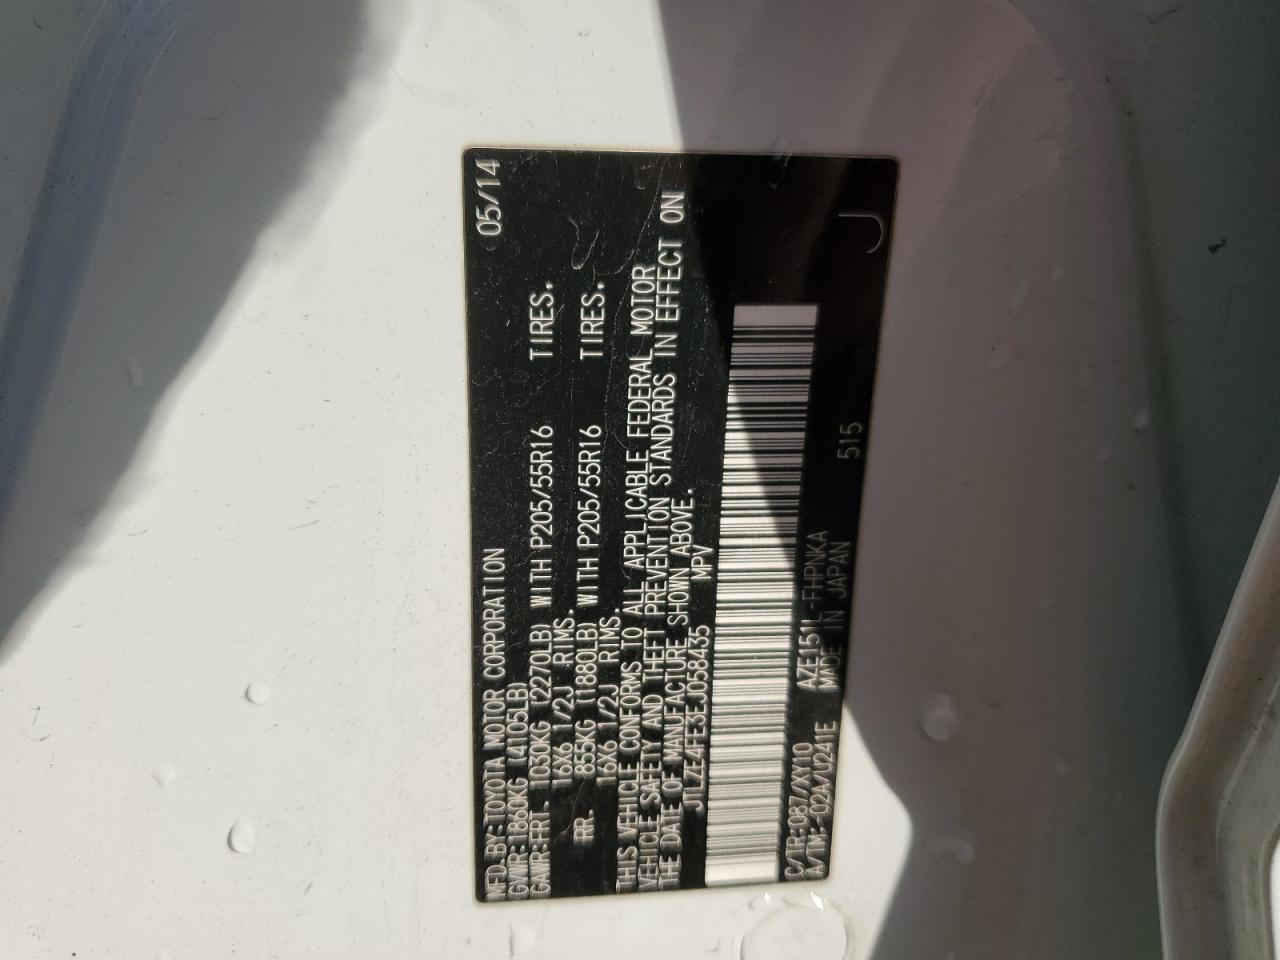 MFD.BY:TOYOTA MOTOR CORPORATION 05/14
GVWR:1860KG (4105LB)
GAWR:FRT. 1030KG (2270LB) WITH P205/55R16 TIRES.
16X6 1/2J RIMS.
RR. 855KG (1880LB) WITH P205/55R16 TIRES.
16X6 1/2J RIMS.
THIS VEHICLE CONFORMS TO ALL APPLICABLE FEDERAL MOTOR
VEHICLE SAFETY AND THEFT PREVENTION STANDARDS IN EFFECT ON
THE DATE OF MANUFACTURE SHOWN ABOVE.
JTLZE4FE3EJ058435 MPV
C/TR:087/XY10 AZE151L-FHPNKA
A/TM:-02A/U241E MADE IN JAPAN 515
J